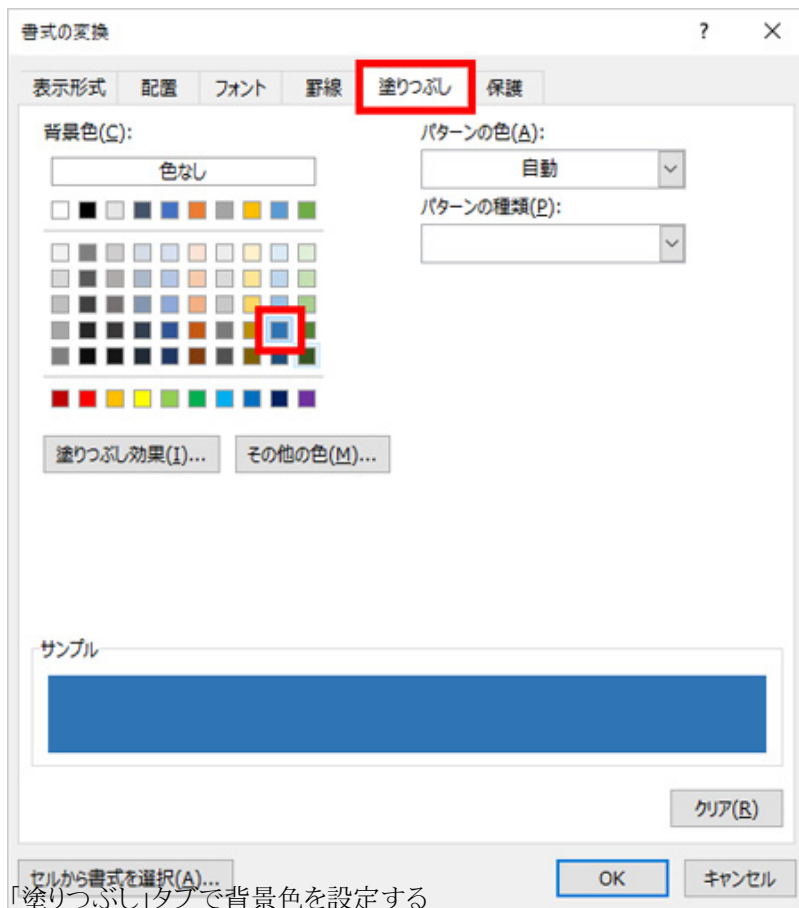 書式の変換 ?
表示形式 配置 フォント 罫線 塗りつぶし 保護
背景色(C):
色なし
パターンの色(A):
自動
パターンの種類(P):
塗りつぶし効果(I)... その他の色(M)...
サンプル
クリア(R)
セルから書式を選択(A)... OK キャンセル
「塗りつぶし」タブで背景色を設定する